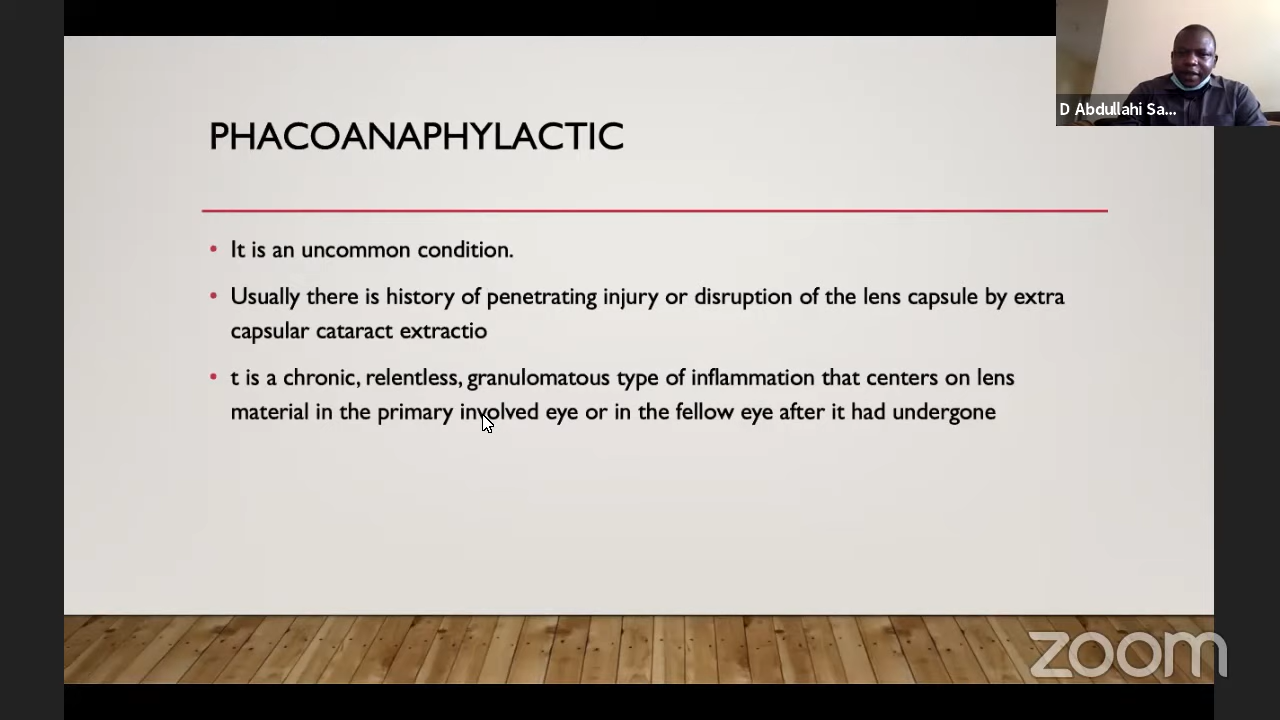 PHACOANAPHYLACTIC
D Abdullahi Sa...
• It is an uncommon condition.
• Usually there is history of penetrating injury or disruption of the lens capsule by extra
capsular cataract extractio
• t is a chronic, relentless, granulomatous type of inflammation that centers on lens
material in the primary involved eye or in the fellow eye after it had undergone
zoom